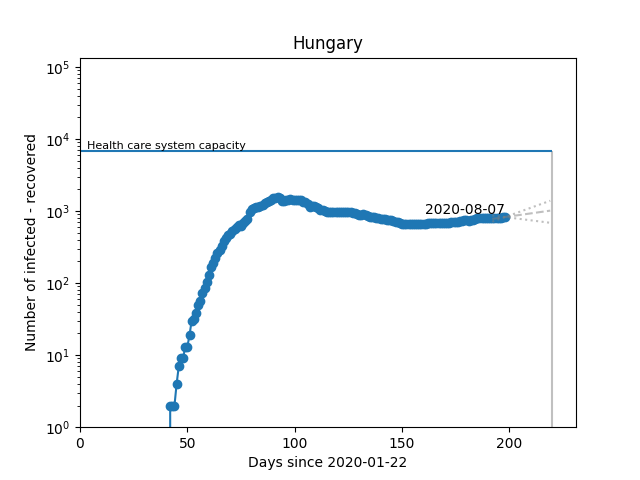 Hungary
Number of infected - recovered
10^5
10^4
10^3
10^2
10^1
10^0
Health care system capacity
2020-08-07
0 50 100 150 200
Days since 2020-01-22